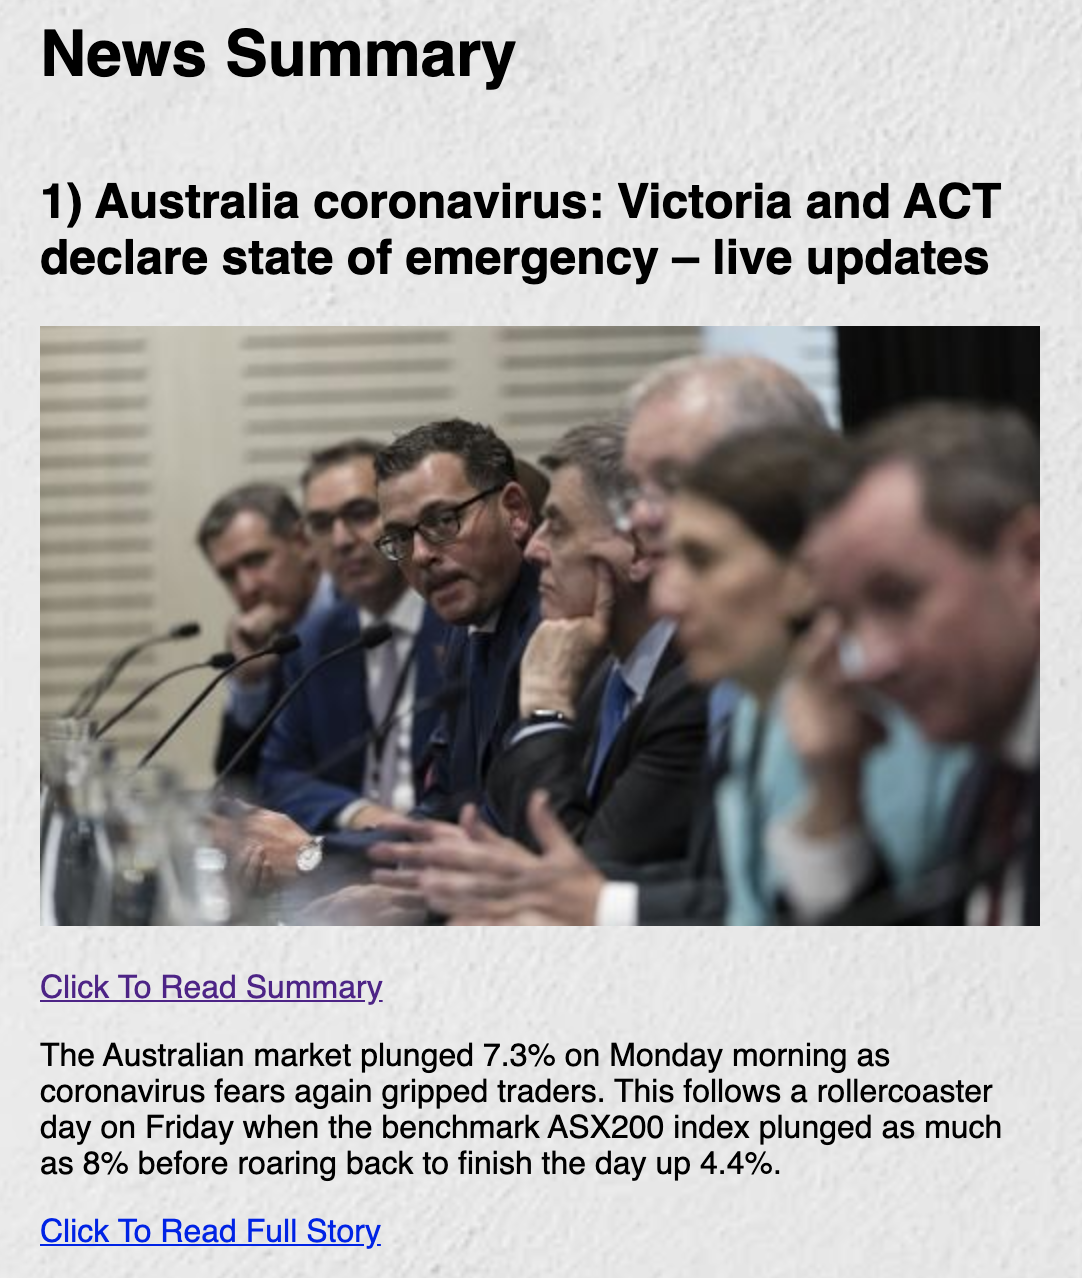 News Summary
1) Australia coronavirus: Victoria and ACT
declare state of emergency – live updates
Click To Read Summary
The Australian market plunged 7.3% on Monday morning as
coronavirus fears again gripped traders. This follows a rollercoaster
day on Friday when the benchmark ASX200 index plunged as much
as 8% before roaring back to finish the day up 4.4%.
Click To Read Full Story